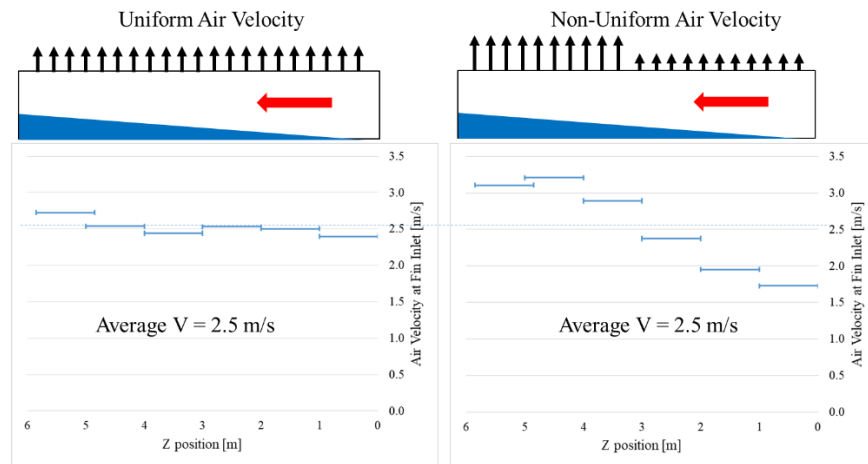 Uniform Air Velocity
Non-Uniform Air Velocity
3.5
3.0
2.5
2.0
1.5
1.0
0.5
0.0
Air Velocity at Fin Inlet [m/s]
Average V = 2.5 m/s
6 5 4 3 2 1 0
Z position [m]
3.5
3.0
2.5
2.0
1.5
1.0
0.5
0.0
Air Velocity at Fin Inlet [m/s]
Average V = 2.5 m/s
6 5 4 3 2 1 0
Z position [m]